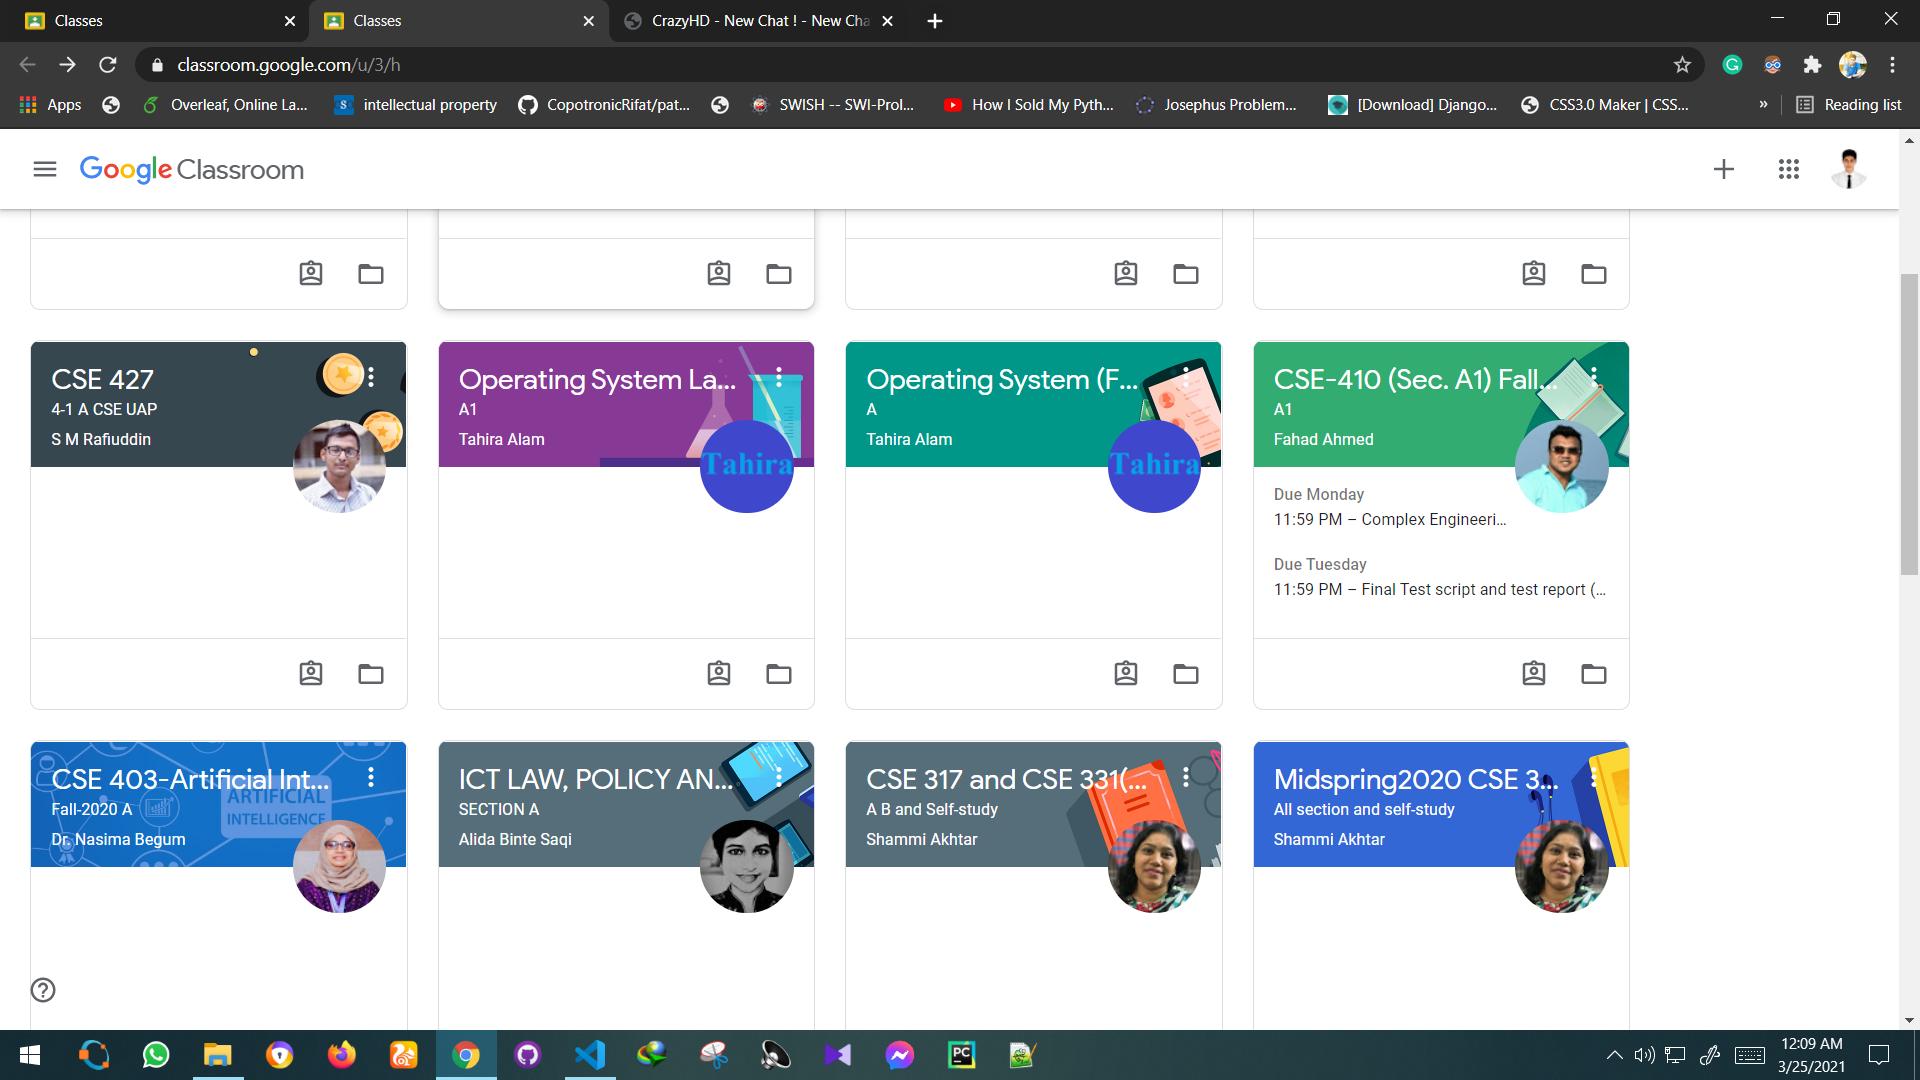 Classes
Classes
CrazyHD - New Chat ! - New Cha
classroom.google.com/u/3/h
Apps
Overleaf, Online La...
S
intellectual property
CopotronicRifat/pat...
SWISH -- SWI-Prol...
How I Sold My Pyth...
Josephus Problem...
[Download] Django...
CSS3.0 Maker | CSS...
»
Reading list
Google Classroom
CSE 427
4-1 A CSE UAP
S M Rafiuddin
Operating System La...
A1
Tahira Alam
Tahira
Operating System (F...
A
Tahira Alam
Tahira
CSE-410 (Sec. A1) Fall...
A1
Fahad Ahmed
Due Monday
11:59 PM – Complex Engineeri...
Due Tuesday
11:59 PM – Final Test script and test report (...
CSE 403-Artificial Int...
Fall-2020 A
Dr. Nasima Begum
ARTIFICIAL
INTELLIGENCE
ICT LAW, POLICY AN...
SECTION A
Alida Binte Saqi
CSE 317 and CSE 331(...
A B and Self-study
Shammi Akhtar
Midspring2020 CSE 3...
All section and self-study
Shammi Akhtar
PC
12:09 AM
3/25/2021